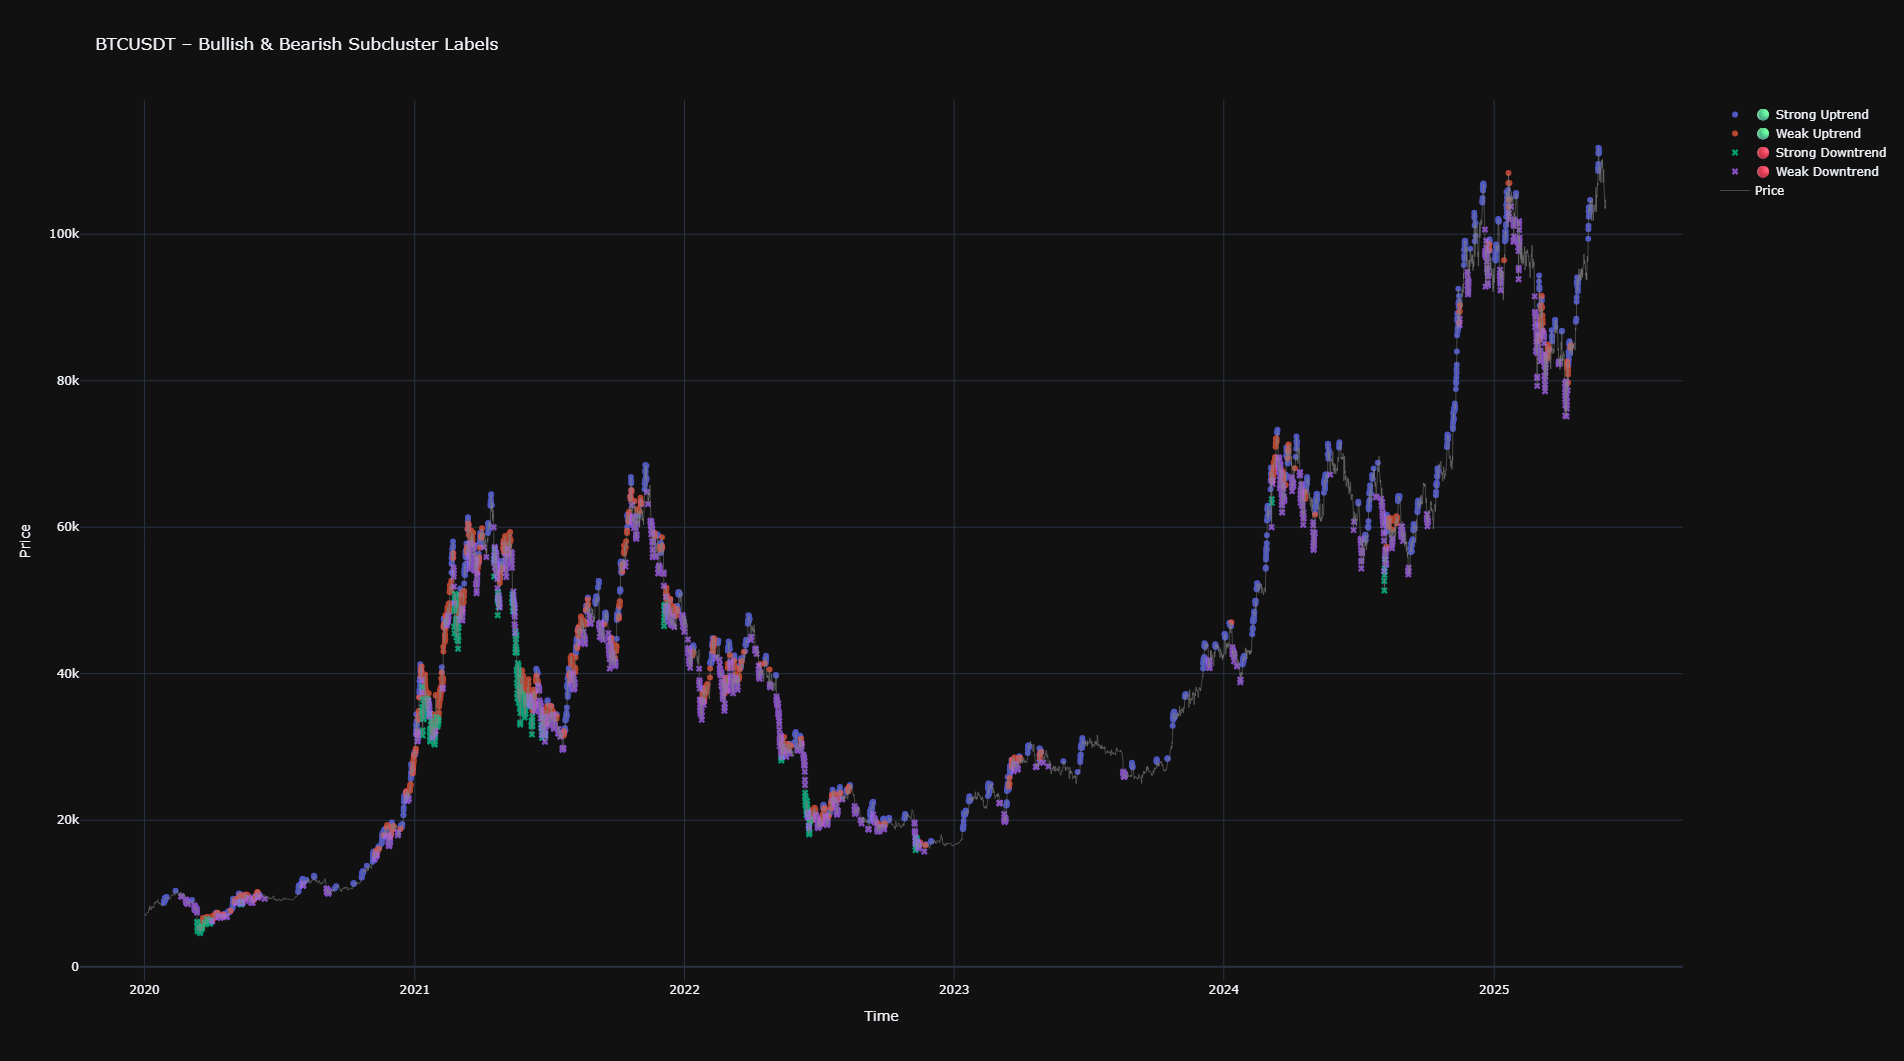 BTCUSDT – Bullish & Bearish Subcluster Labels
Strong Uptrend
Weak Uptrend
Strong Downtrend
Weak Downtrend
Price
100k
80k
60k
40k
20k
0
Price
2020
2021
2022
2023
2024
2025
Time